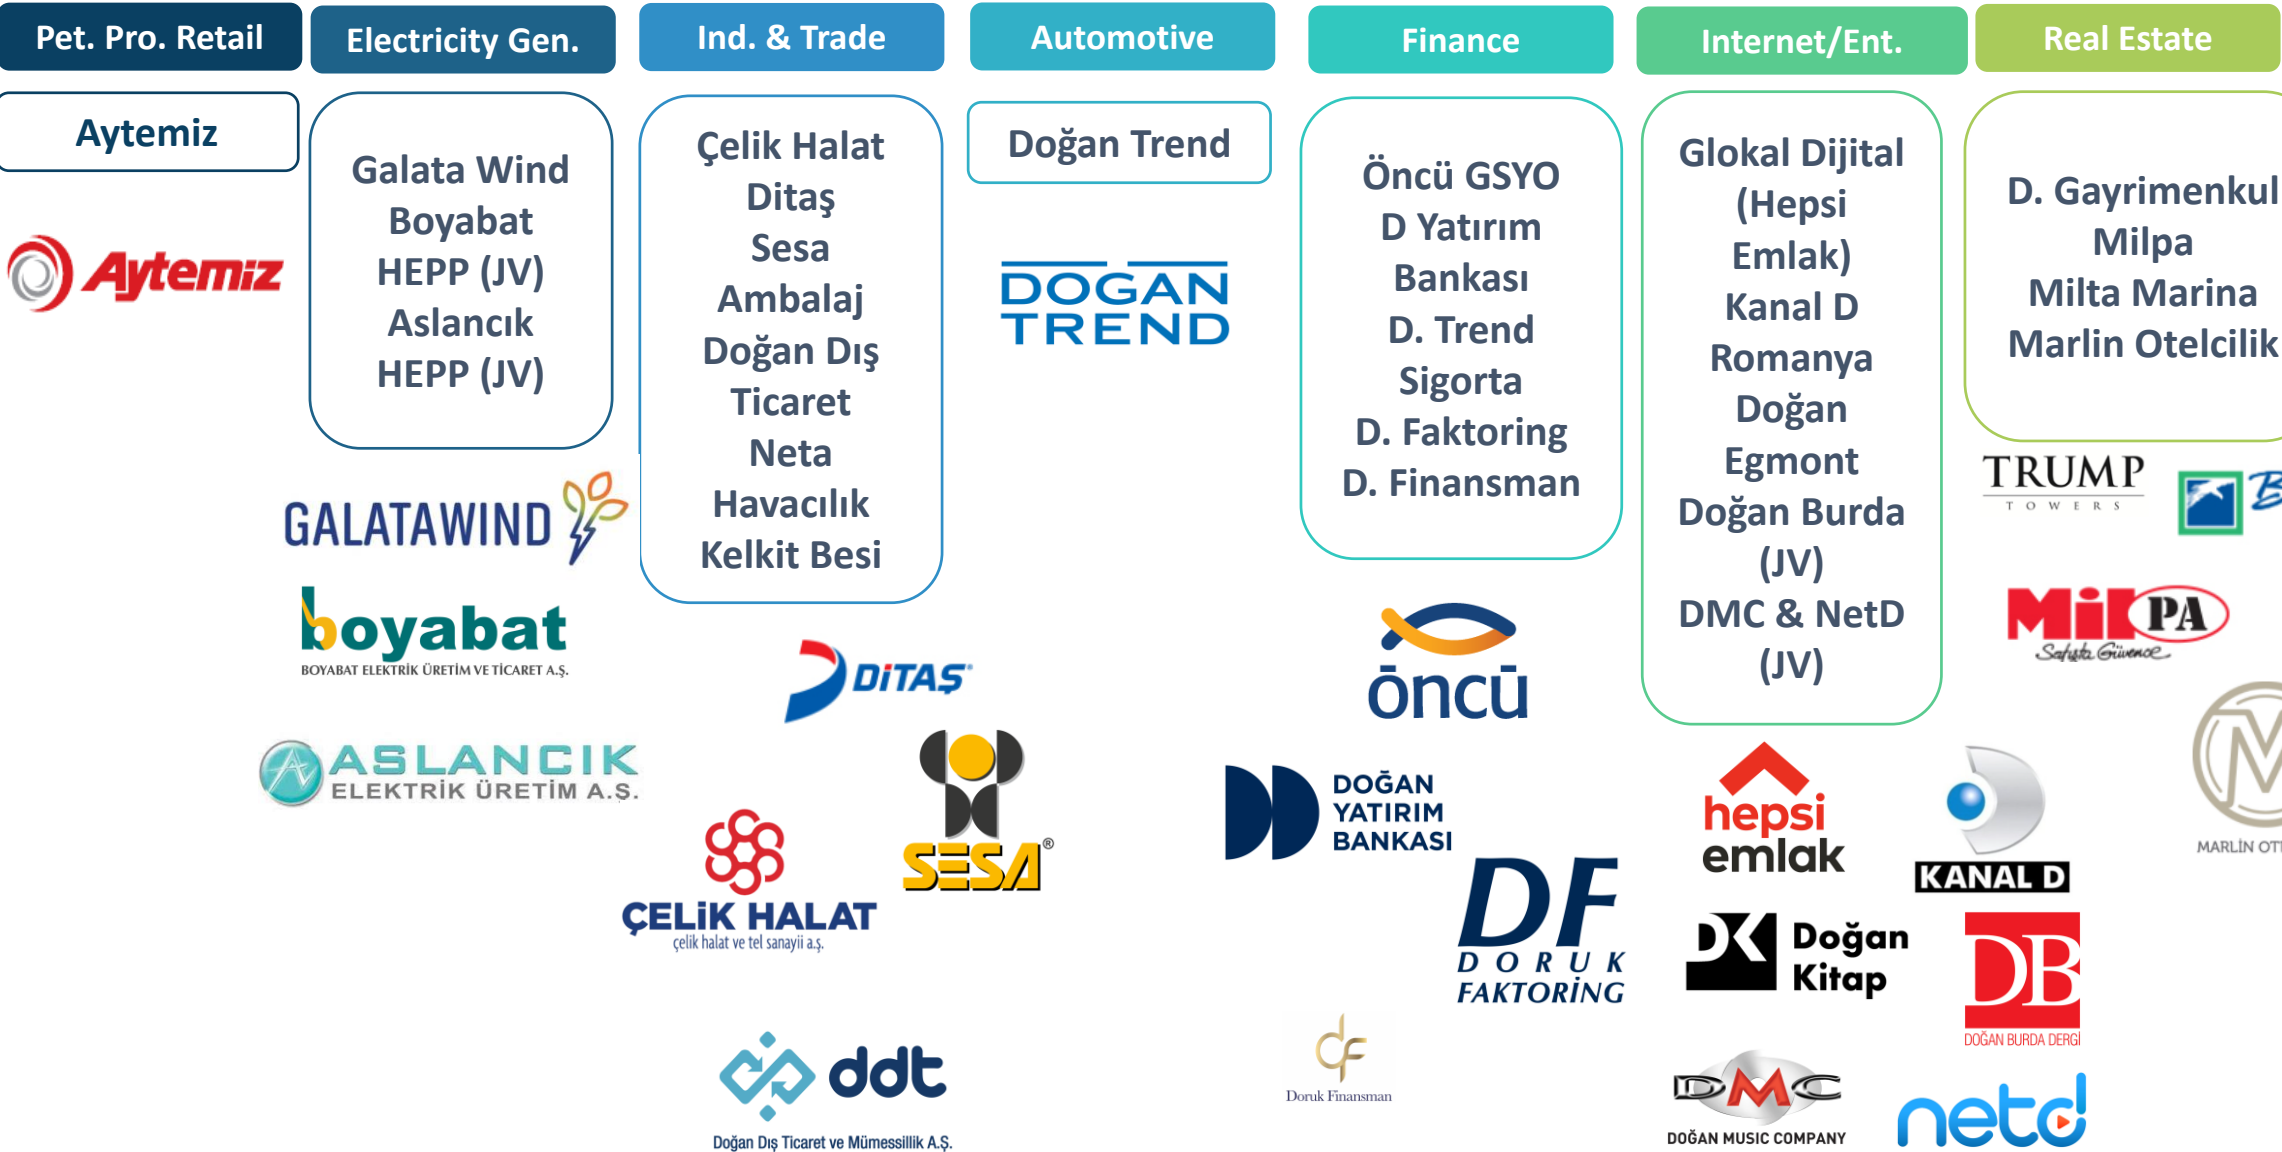 Pet. Pro. Retail
Electricity Gen.
Ind. & Trade
Automotive
Finance
Internet/Ent.
Real Estate
Aytemiz
Aytemiz
Galata Wind
Boyabat
HEPP (JV)
Aslancık
HEPP (JV)
GALATAWIND
boyabat
BOYABAT ELEKTRİK ÜRETİM VE TİCARET A.Ş.
ASLANCIK
ELEKTRİK ÜRETİM A.Ş.
Çelik Halat
Ditaş
Sesa
Ambalaj
Doğan Dış
Ticaret
Neta
Havacılık
Kelkit Besi
DİTAŞ
SESA®
ÇELİK HALAT
çelik halat ve tel sanayii a.ş.
ddt
Doğan Dış Ticaret ve Mümessillik A.Ş.
Doğan Trend
DOGAN
TREND
Öncü GSYO
D Yatırım
Bankası
D. Trend
Sigorta
D. Faktoring
D. Finansman
öncü
DOĞAN
YATIRIM
BANKASI
DF
DORUK
FAKTORİNG
Doruk Finansman
Glokal Dijital
(Hepsi
Emlak)
Kanal D
Romanya
Doğan
Egmont
Doğan Burda
(JV)
DMC & NetD
(JV)
hepsi
emlak
KANAL D
DK Doğan
Kitap
DB
DOĞAN BURDA DERGİ
DMC
DOĞAN MUSIC COMPANY
netd
D. Gayrimenkul
Milpa
Milta Marina
Marlin Otelcilik
TRUMP
TOWERS
MilPA
Satışta Güvence
MARLİN